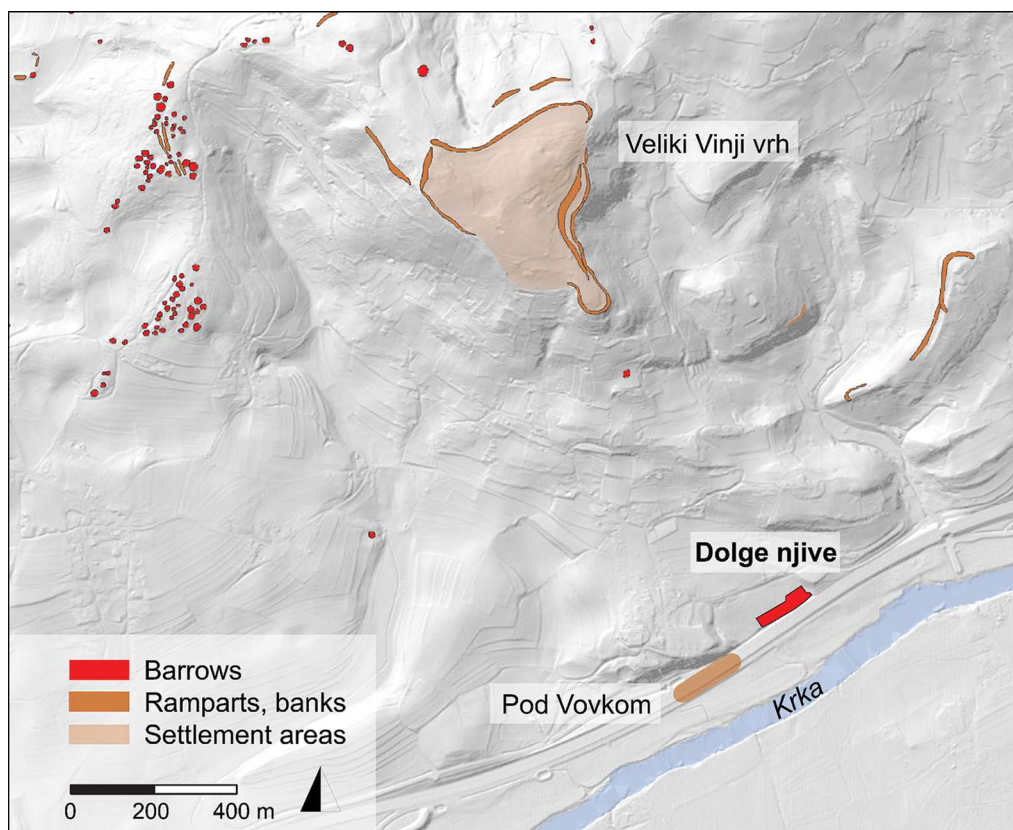 Veliki Vinji vrh
Dolge njive
Pod Vovkom
Krka
Barrows
Ramparts, banks
Settlement areas
0 200 400 m